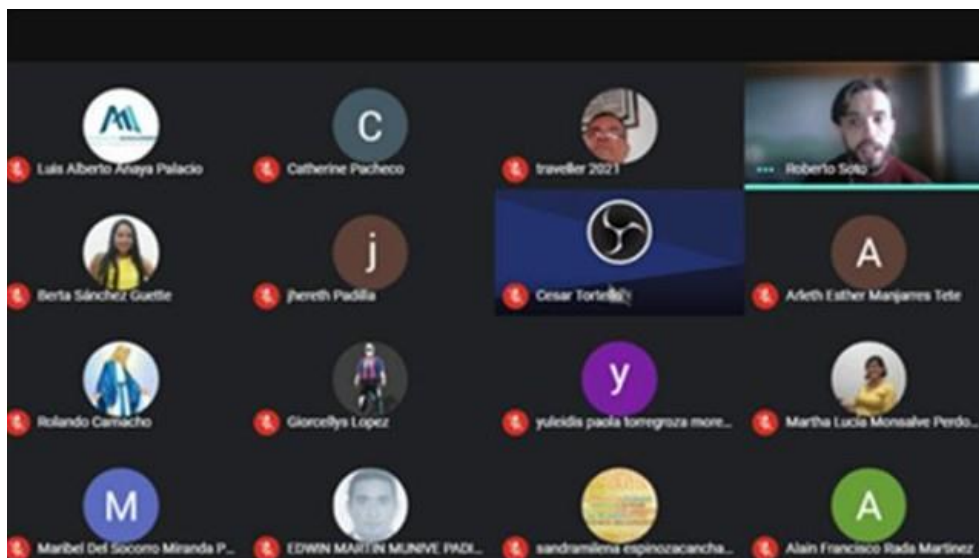 Luis Alberto Anaya Palacio
C
Catherine Pacheco
traveller 2021
Roberto Soto
Berta Sánchez Guette
j
jhereth Padilla
Cesar
A
Arleth Esther Manjarres Tete
Rolando Camacho
Giorcellys Lopez
y
yuleidis paola torregroza more...
Martha Lucia Monsalve Perdo...
M
Maribel Del Socorro Miranda P...
EDWIN MARTIN MUNIVE PADI...
sandramilena espinozacancha...
A
Alain Francisco Rada Martinez